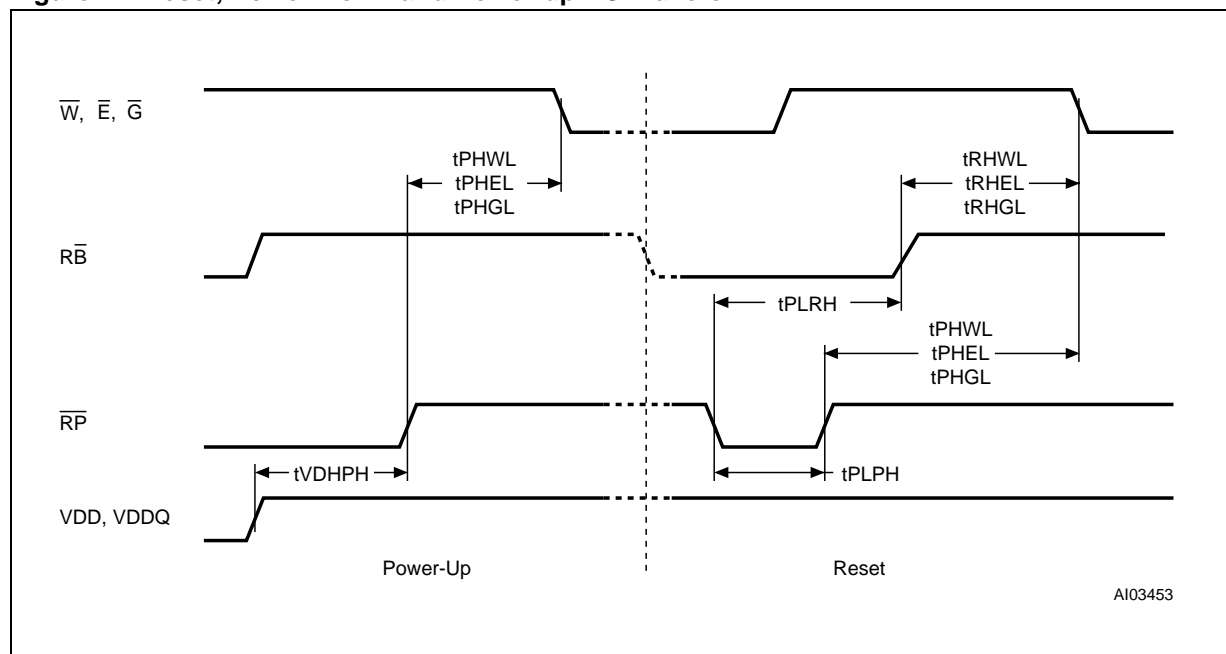 W̅, E̅, G̅
tPHWL
tPHEL
tPHGL
tRHWL
tRHEL
tRHGL
RB̅
tPLRH
tPHWL
tPHEL
tPHGL
R̅P̅
tVDHPH
tPLPH
VDD, VDDQ
Power-Up
Reset
AI03453